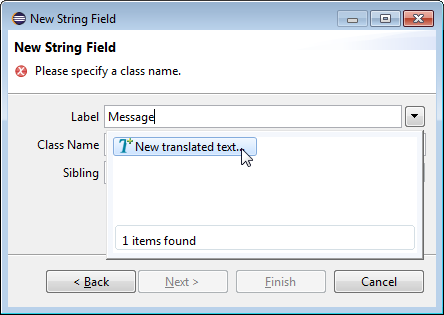 New String Field
New String Field
Please specify a class name.
Label Message
New translated text...
Class Name
Sibling
1 items found
< Back Next > Finish Cancel